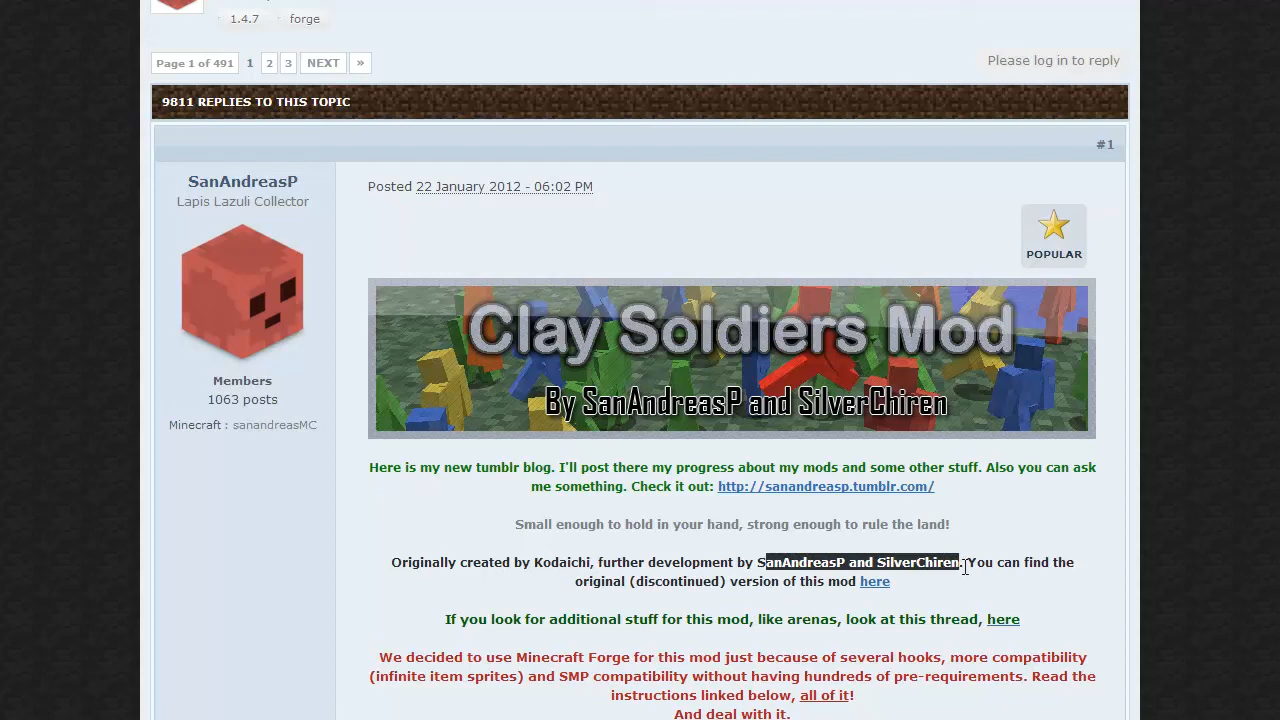 1.4.7 forge
Page 1 of 491 1 2 3 NEXT » Please log in to reply
9811 REPLIES TO THIS TOPIC
#1
SanAndreasP
Lapis Lazuli Collector
Members
1063 posts
Minecraft : sanandreasMC
Posted 22 January 2012 - 06:02 PM
POPULAR
Clay Soldiers Mod
By SanAndreasP and SilverChiren
Here is my new tumblr blog. I'll post there my progress about my mods and some other stuff. Also you can ask
me something. Check it out: http://sanandreasp.tumblr.com/
Small enough to hold in your hand, strong enough to rule the land!
Originally created by Kodaichi, further development by SanAndreasP and SilverChiren. You can find the
original (discontinued) version of this mod here
If you look for additional stuff for this mod, like arenas, look at this thread, here
We decided to use Minecraft Forge for this mod just because of several hooks, more compatibility
(infinite item sprites) and SMP compatibility without having hundreds of pre-requirements. Read the
instructions linked below, all of it!
And deal with it.